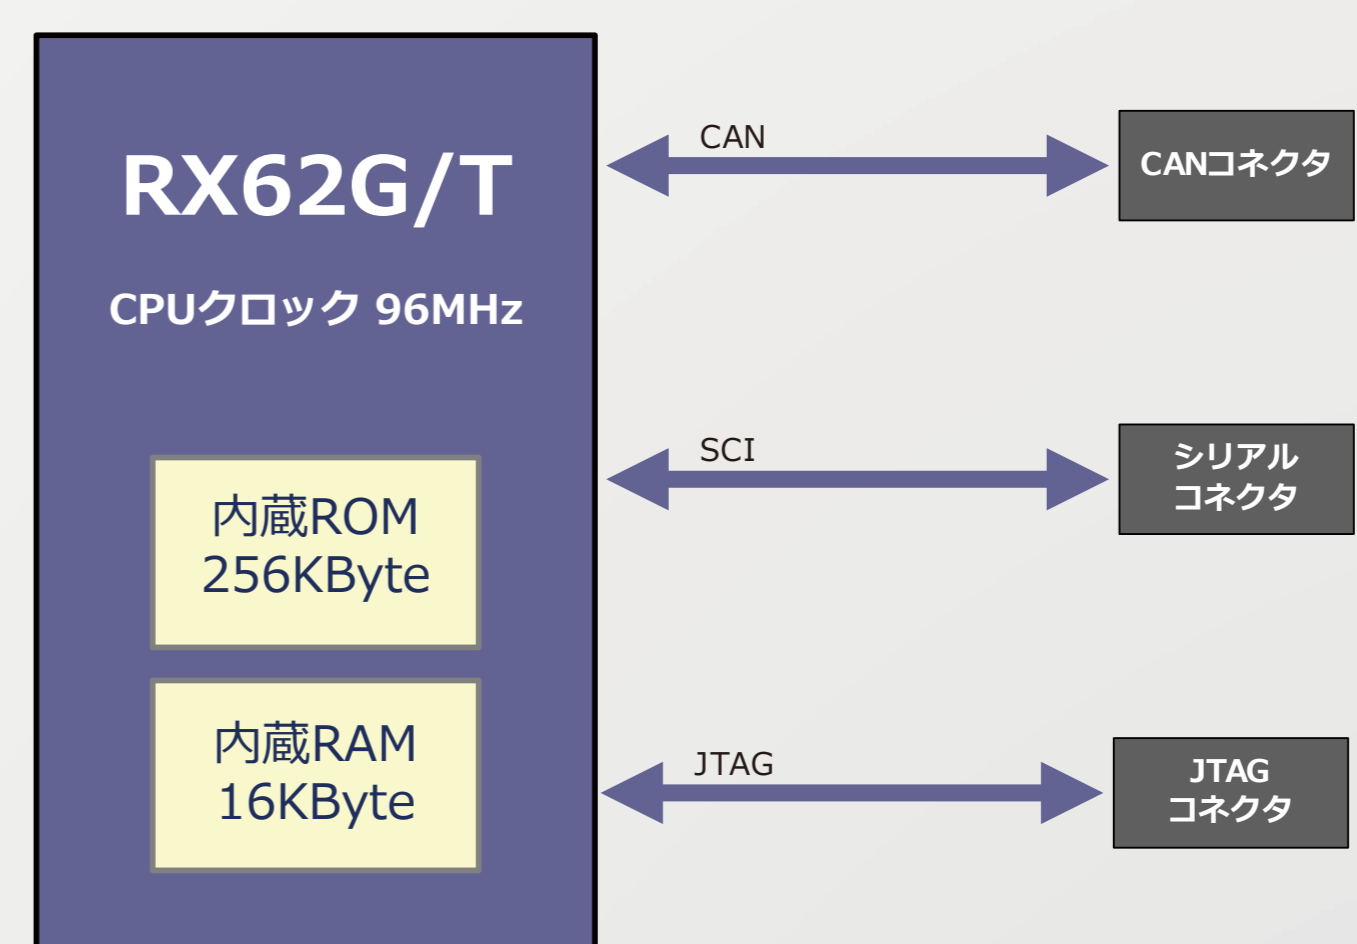 RX62G/T
CPUクロック 96MHz
内蔵ROM
256KByte
内蔵RAM
16KByte
CAN
CANコネクタ
SCI
シリアル
コネクタ
JTAG
JTAG
コネクタ